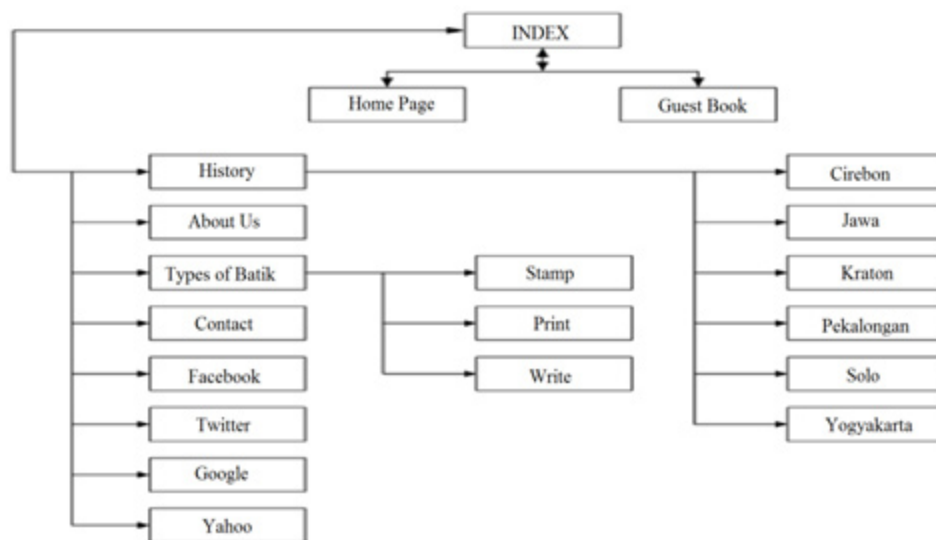 INDEX
Home Page
Guest Book
History
Cirebon
About Us
Jawa
Types of Batik
Stamp
Kraton
Contact
Print
Pekalongan
Facebook
Write
Solo
Twitter
Yogyakarta
Google
Yahoo